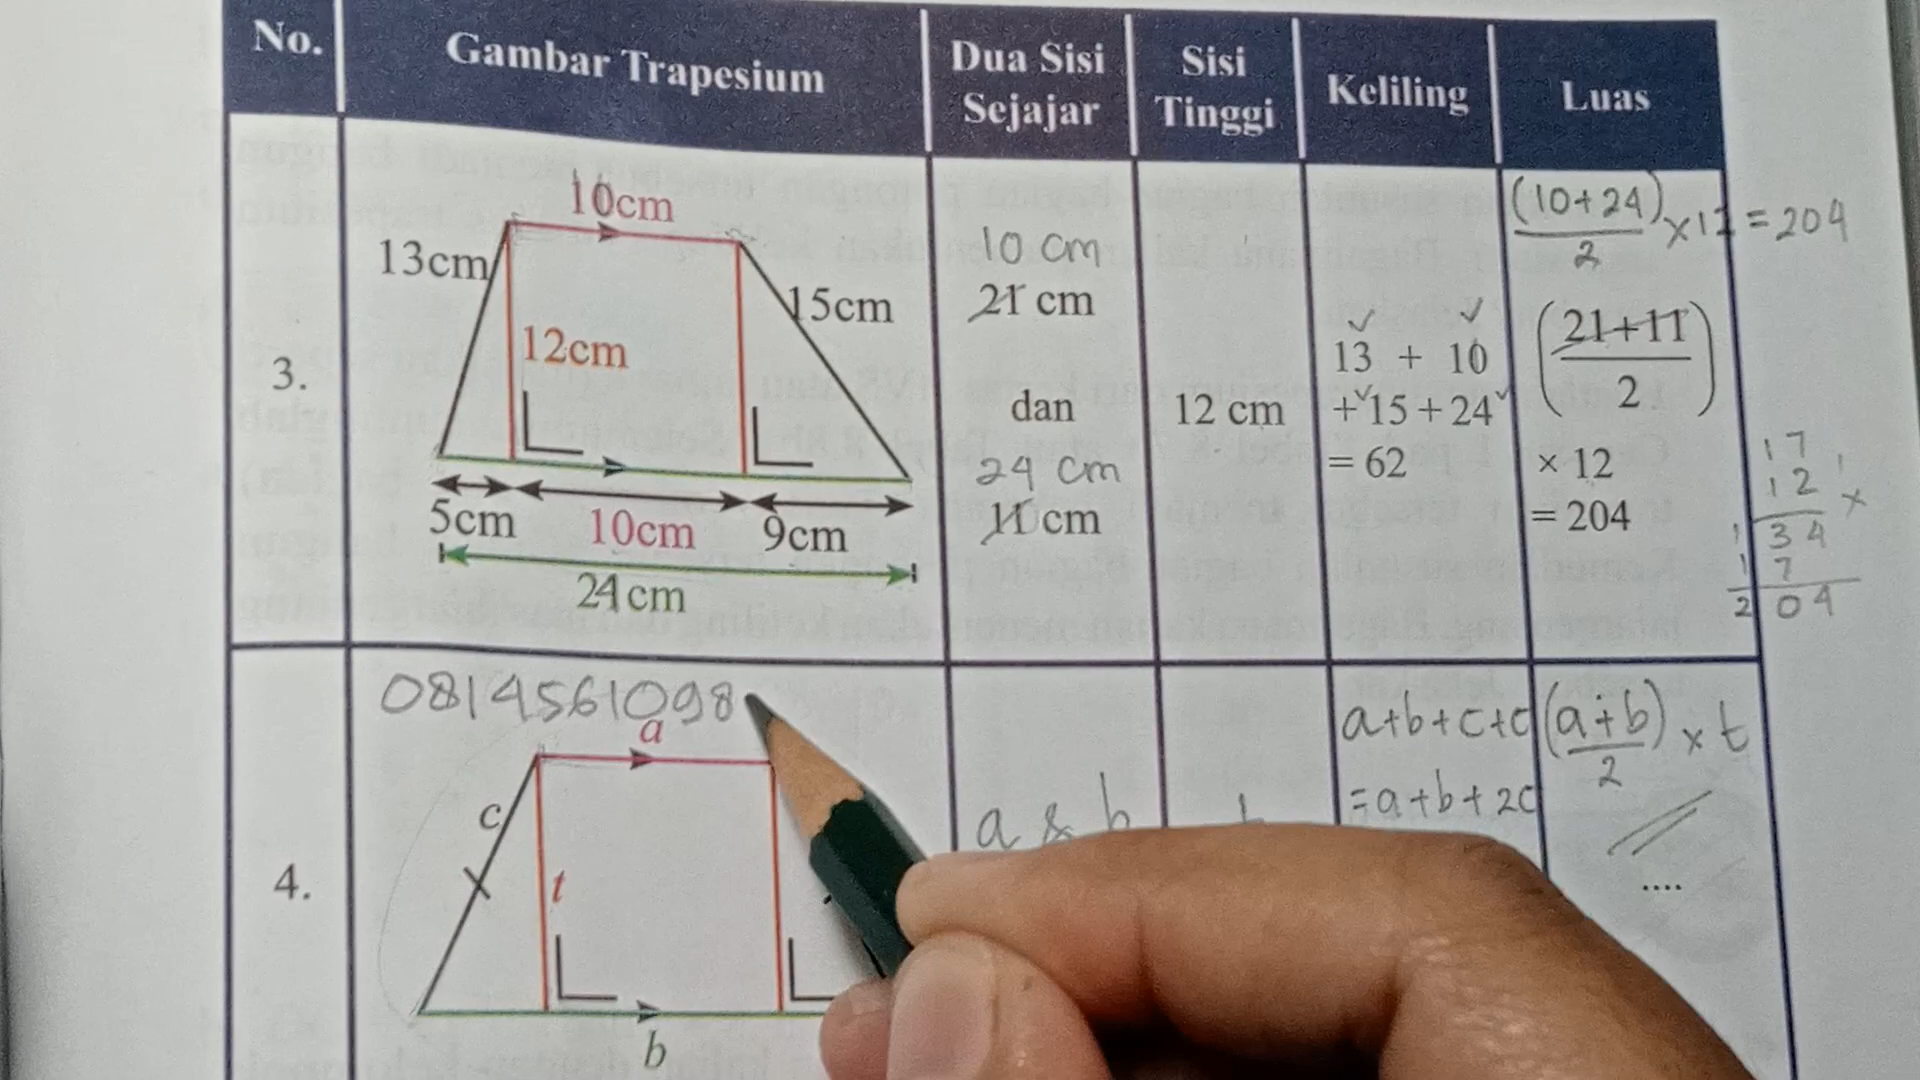 No.
Gambar Trapesium
Dua Sisi
Sejajar
Sisi
Tinggi
Keliling
Luas
3.
10cm
13cm
15cm
12cm
5cm
10cm
9cm
24cm
10 cm
21 cm
dan
24 cm
11 cm
12 cm
13 + 10
+ 15 + 24
= 62
(10+24)
2
×12 = 204
(21+11)
2
× 12
= 204
17
12 ×
34
17
204
4.
0814561098
a
c
t
b
a & b
a+b+c+c
=a+b+2c
(a+b) × t
2
....